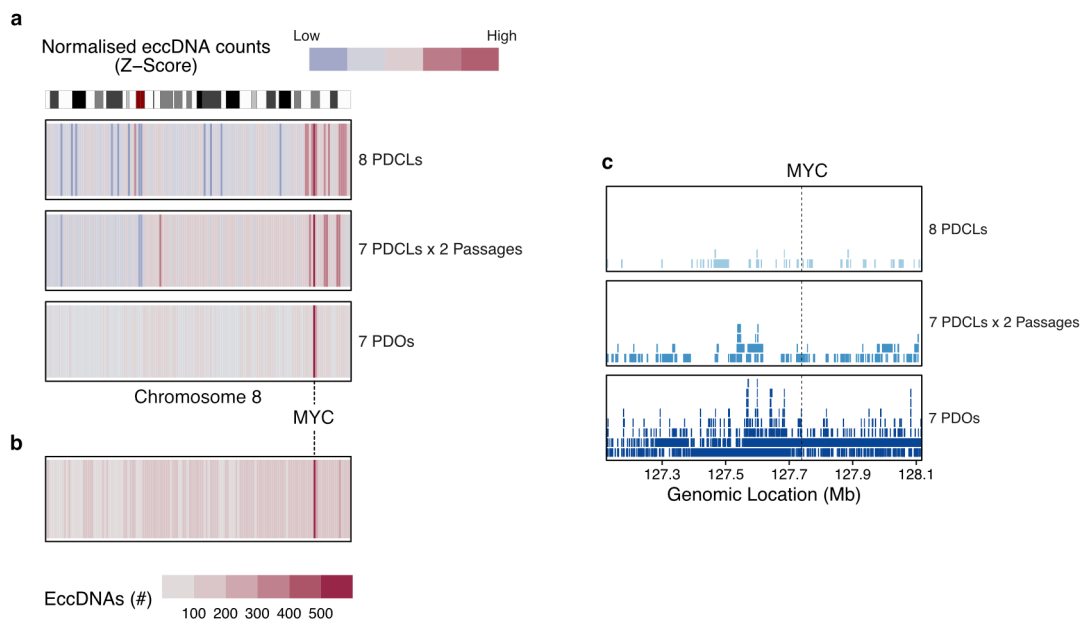 a
Normalised eccDNA counts
(Z−Score)
Low
High
8 PDCLs
7 PDCLs x 2 Passages
7 PDOs
Chromosome 8
MYC
b
EccDNAs (#)
100 200 300 400 500
c
MYC
8 PDCLs
7 PDCLs x 2 Passages
7 PDOs
127.3 127.5 127.7 127.9 128.1
Genomic Location (Mb)